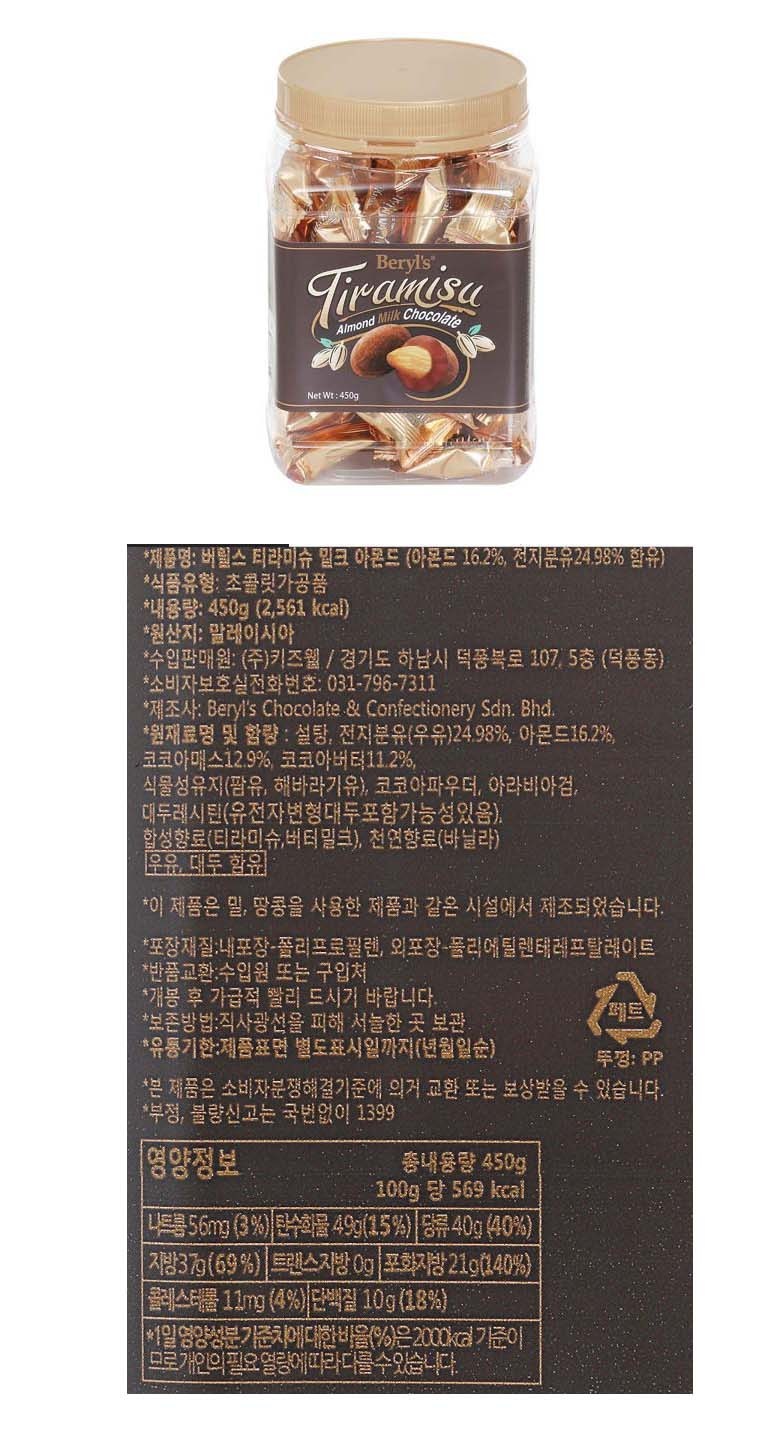 Beryl's®
Tiramisu
Almond Milk Chocolate
Net Wt : 450g
*제품명: 버릴스 티라미슈 밀크 아몬드 (아몬드 16.2%, 전지분유24.98% 함유)
*식품유형: 초콜릿가공품
*내용량: 450g (2,561 kcal)
*원산지: 말레이시아
*수입판매원: (주)키즈웰 / 경기도 하남시 덕풍북로 107, 5층 (덕풍동)
*소비자보호실전화번호: 031-796-7311
*제조사: Beryl's Chocolate & Confectionery Sdn. Bhd.
*원재료명 및 함량 : 설탕, 전지분유(우유)24.98%, 아몬드16.2%,
코코아매스12.9%, 코코아버터11.2%,
식물성유지(팜유, 해바라기유), 코코아파우더, 아라비아검,
대두레시틴(유전자변형대두포함가능성있음),
합성향료(티라미슈,버터밀크), 천연향료(바닐라)
우유, 대두 함유
*이 제품은 밀, 땅콩을 사용한 제품과 같은 시설에서 제조되었습니다.
*포장재질:내포장-폴리프로필렌, 외포장-폴리에틸렌테레프탈레이트
*반품교환:수입원 또는 구입처
*개봉 후 가급적 빨리 드시기 바랍니다.
*보존방법:직사광선을 피해 서늘한 곳 보관
*유통기한:제품표면 별도표시일까지(년월일순)
페트
뚜껑: PP
*본 제품은 소비자분쟁해결기준에 의거 교환 또는 보상받을 수 있습니다.
*부정, 불량신고는 국번없이 1399
영양정보
총내용량 450g
100g 당 569 kcal
나트륨 56mg (3%) 탄수화물 49g(15%) 당류 40g (40%)
지방37g(69%) 트랜스지방 0g 포화지방 21g(140%)
콜레스테롤 11mg (4%) 단백질 10g (18%)
*1일 영양성분 기준치에 대한 비율(%)은 2000kcal 기준이
므로 개인의 필요 열량에 따라 다를 수 있습니다.